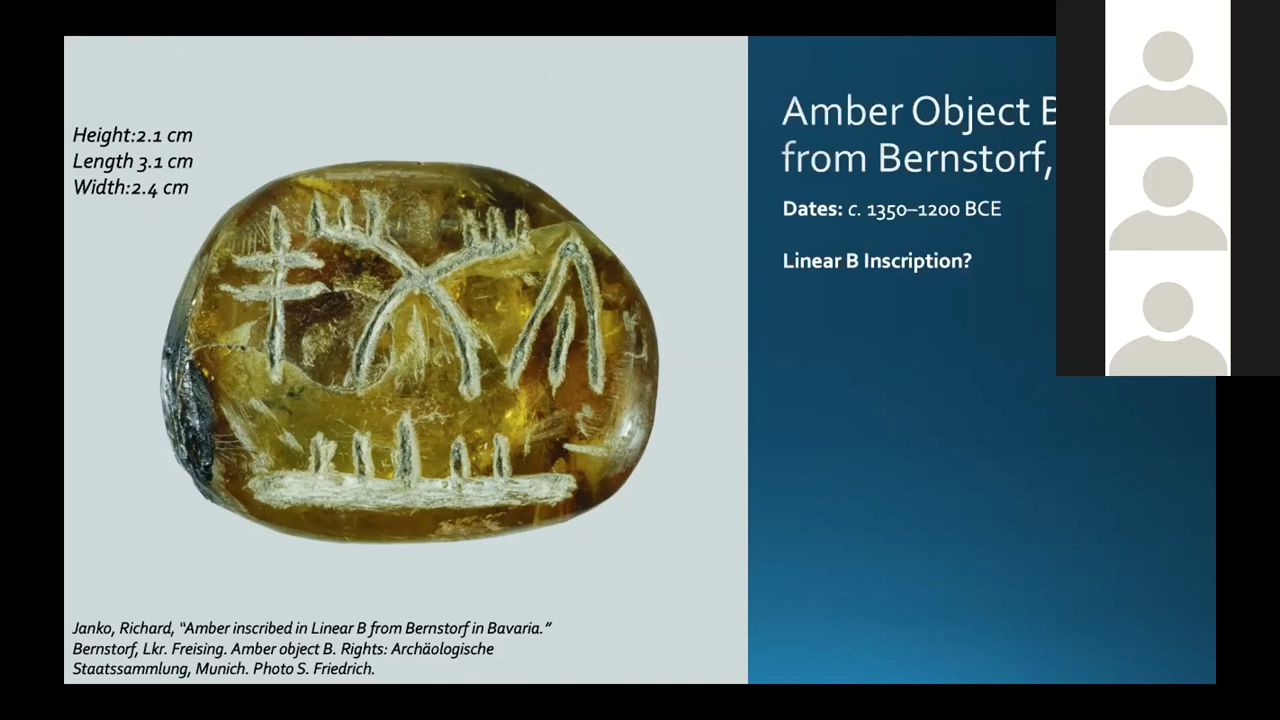 Height:2.1 cm
Length 3.1 cm
Width:2.4 cm
Amber Object B
from Bernstorf,
Dates: c. 1350–1200 BCE
Linear B Inscription?
Janko, Richard, “Amber inscribed in Linear B from Bernstorf in Bavaria.”
Bernstorf, Lkr. Freising. Amber object B. Rights: Archäologische
Staatssammlung, Munich. Photo S. Friedrich.